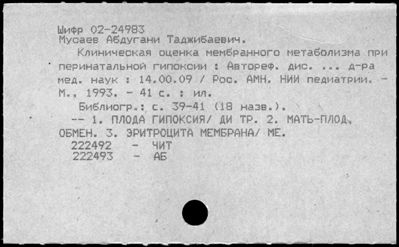 Шифр 02-24983
Мусаев Абдугани Таджибаевич.
Клиническая оценка мембранного метаболизма при
перинатальной гипоксии : Автореф. дис. ... д-ра
мед. наук : 14.00.09 / Рос. АМН. НИИ педиатрии. -
М., 1993. - 41 с. : ил.
Библиогр.: с. 39-41 (18 назв.).
-- 1. ПЛОДА ГИПОКСИЯ/ ДИ ТР. 2. МАТЬ-ПЛОД,
ОБМЕН. 3. ЭРИТРОЦИТА МЕМБРАНА/ МЕ.
222492 - ЧИТ
222493 - АБ